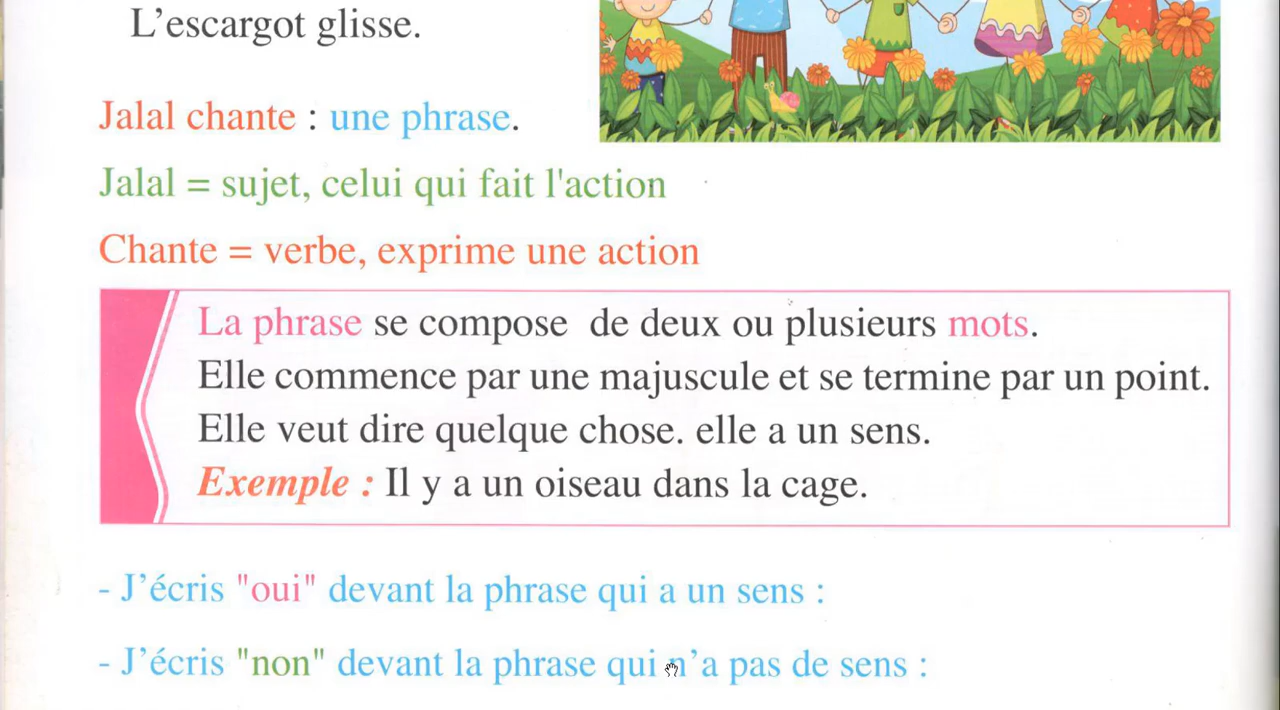 L'escargot glisse.
Jalal chante : une phrase.
Jalal = sujet, celui qui fait l'action
Chante = verbe, exprime une action
La phrase se compose de deux ou plusieurs mots.
Elle commence par une majuscule et se termine par un point.
Elle veut dire quelque chose. elle a un sens.
Exemple : Il y a un oiseau dans la cage.
- J'écris "oui" devant la phrase qui a un sens :
- J'écris "non" devant la phrase qui n'a pas de sens :